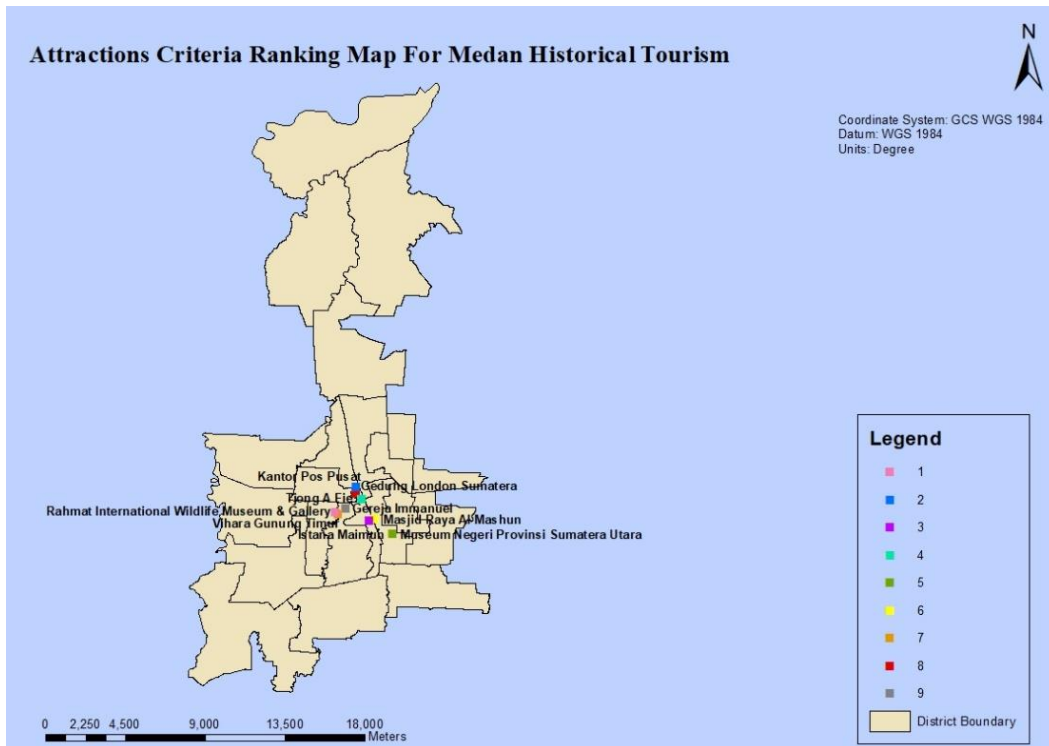 Attractions Criteria Ranking Map For Medan Historical Tourism
N
Coordinate System: GCS WGS 1984
Datum: WGS 1984
Units: Degree
Kantor Pos Pusat
Gedung London Sumatera
Tjong A Fie
Gereja Immanuel
Rahmat International Wildlife Museum & Gallery
Vihara Gunung Timur
Masjid Raya Al-Mashun
Istana Maimun
Museum Negeri Provinsi Sumatera Utara
Legend
1
2
3
4
5
6
7
8
9
District Boundary
0 2,250 4,500 9,000 13,500 18,000
Meters